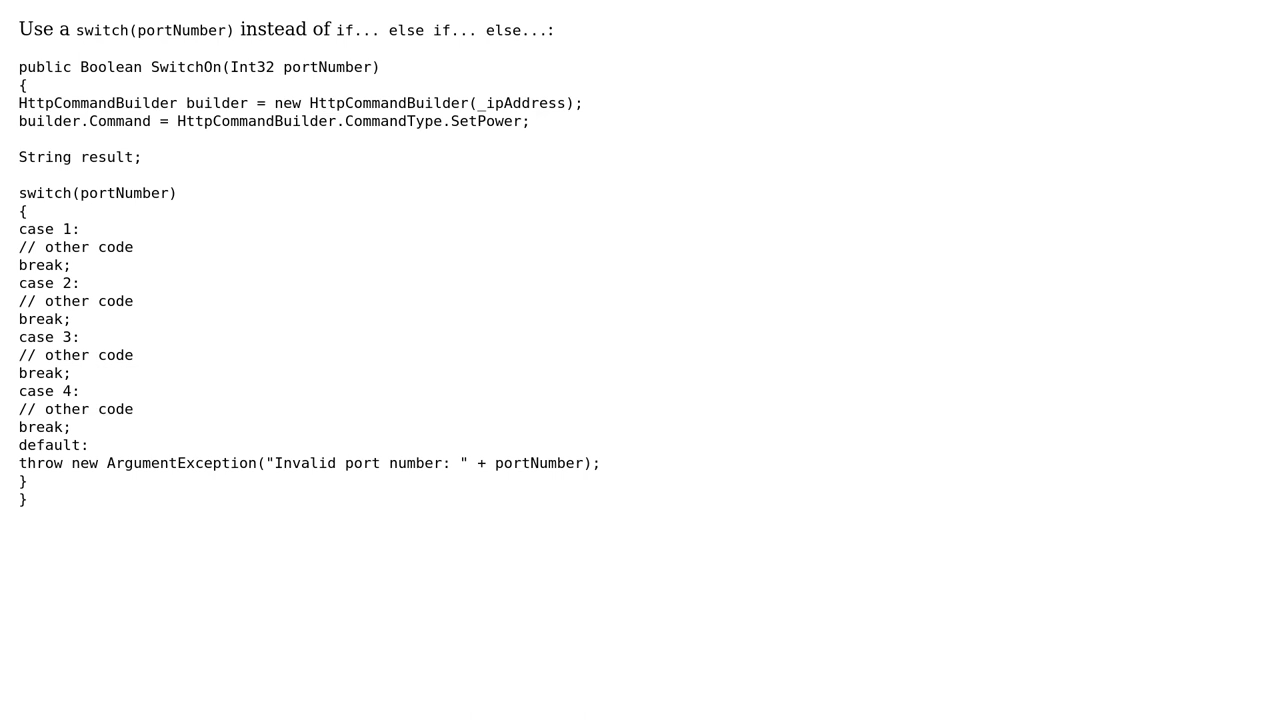 Use a switch(portNumber) instead of if... else if... else...:
public Boolean SwitchOn(Int32 portNumber)
{
HttpCommandBuilder builder = new HttpCommandBuilder(_ipAddress);
builder.Command = HttpCommandBuilder.CommandType.SetPower;
String result;
switch(portNumber)
{
case 1:
// other code
break;
case 2:
// other code
break;
case 3:
// other code
break;
case 4:
// other code
break;
default:
throw new ArgumentException("Invalid port number: " + portNumber);
}
}